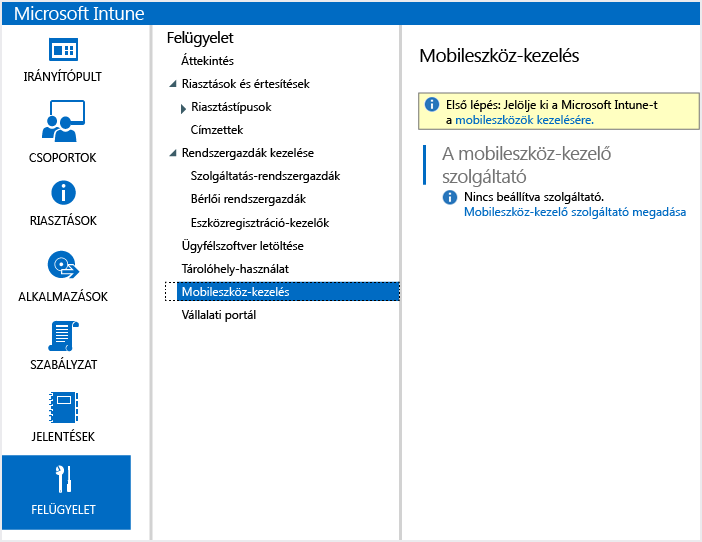 Microsoft Intune
IRÁNYÍTÓPULT
CSOPORTOK
RIASZTÁSOK
ALKALMAZÁSOK
SZABÁLYZAT
JELENTÉSEK
FELÜGYELET
Felügyelet
Áttekintés
Riasztások és értesítések
Riasztástípusok
Címzettek
Rendszergazdák kezelése
Szolgáltatás-rendszergazdák
Bérlői rendszergazdák
Eszközregisztráció-kezelők
Ügyfélszoftver letöltése
Tárolóhely-használat
Mobileszköz-kezelés
Vállalati portál
Mobileszköz-kezelés
Első lépés: Jelölje ki a Microsoft Intune-t
a mobileszközök kezelésére.
A mobileszköz-kezelő
szolgáltató
Nincs beállítva szolgáltató.
Mobileszköz-kezelő szolgáltató megadása